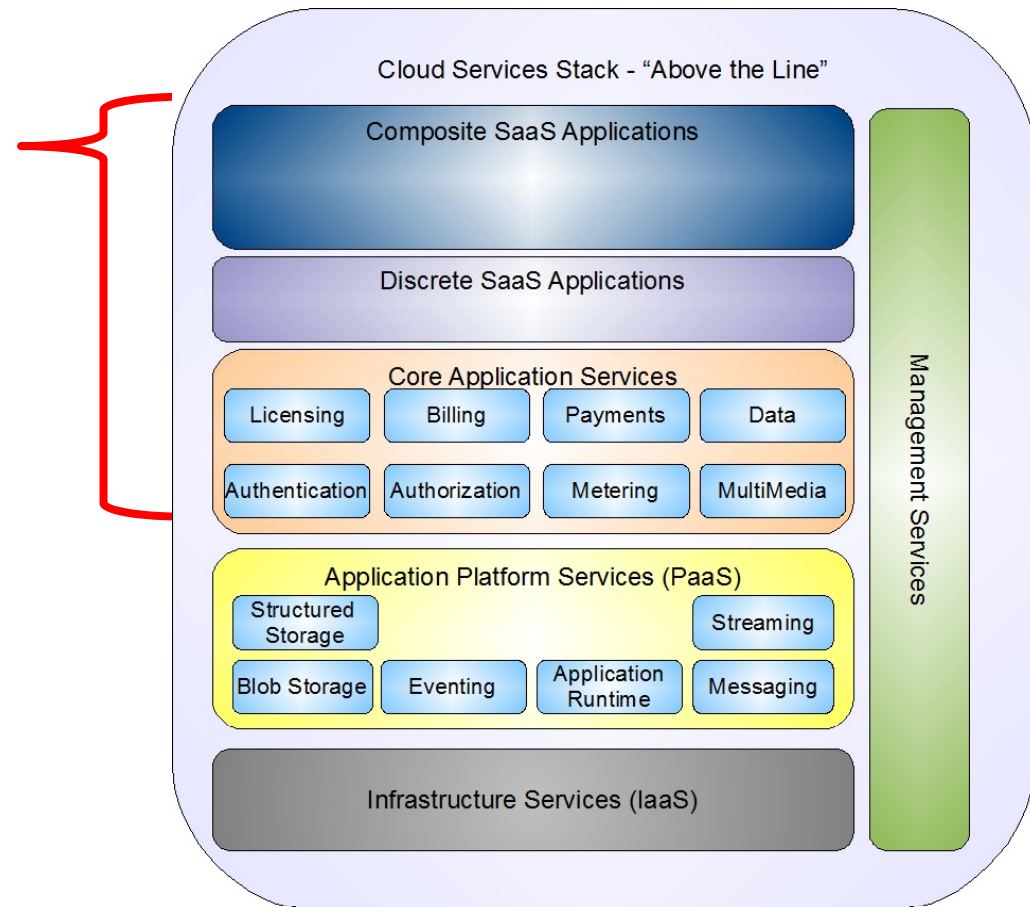 Cloud Services Stack - “Above the Line”
Composite SaaS Applications
Discrete SaaS Applications
Core Application Services
Licensing
Billing
Payments
Data
Authentication
Authorization
Metering
MultiMedia
Application Platform Services (PaaS)
Structured
Storage
Streaming
Blob Storage
Eventing
Application
Runtime
Messaging
Infrastructure Services (IaaS)
Management Services